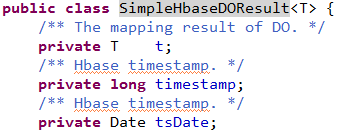 public class SimpleHbaseDOResult<T> {
/** The mapping result of DO. */
private T t;
/** Hbase timestamp. */
private long timestamp;
/** Hbase timestamp. */
private Date tsDate;